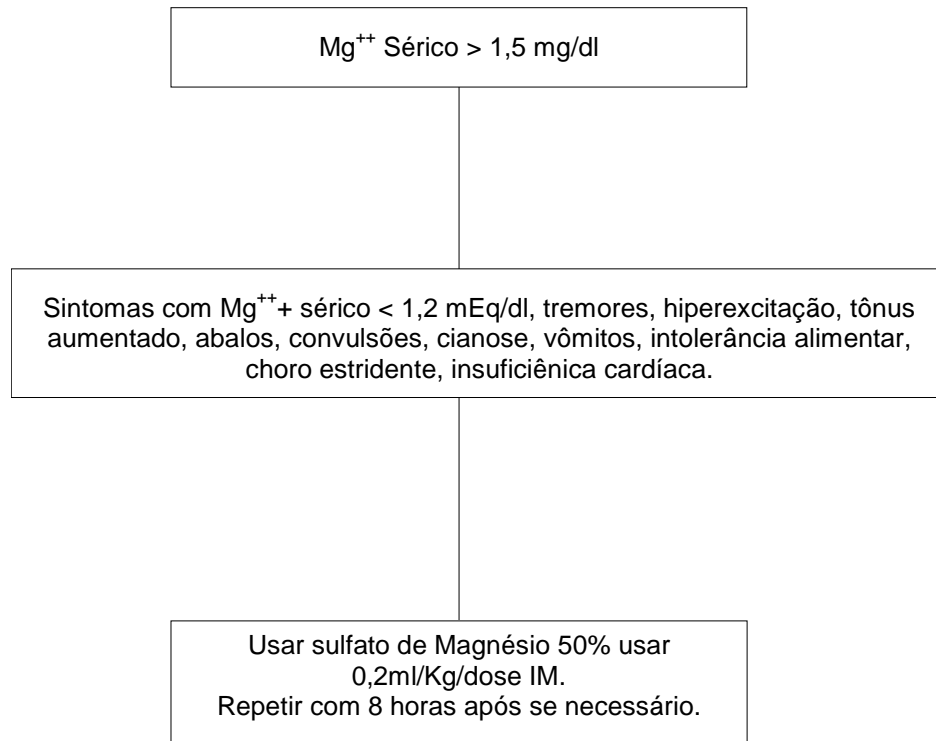 Mg++ Sérico > 1,5 mg/dl
Sintomas com Mg+++ sérico < 1,2 mEq/dl, tremores, hiperexcitação, tônus
aumentado, abalos, convulsões, cianose, vômitos, intolerância alimentar,
choro estridente, insuficiênica cardíaca.
Usar sulfato de Magnésio 50% usar
0,2ml/Kg/dose IM.
Repetir com 8 horas após se necessário.